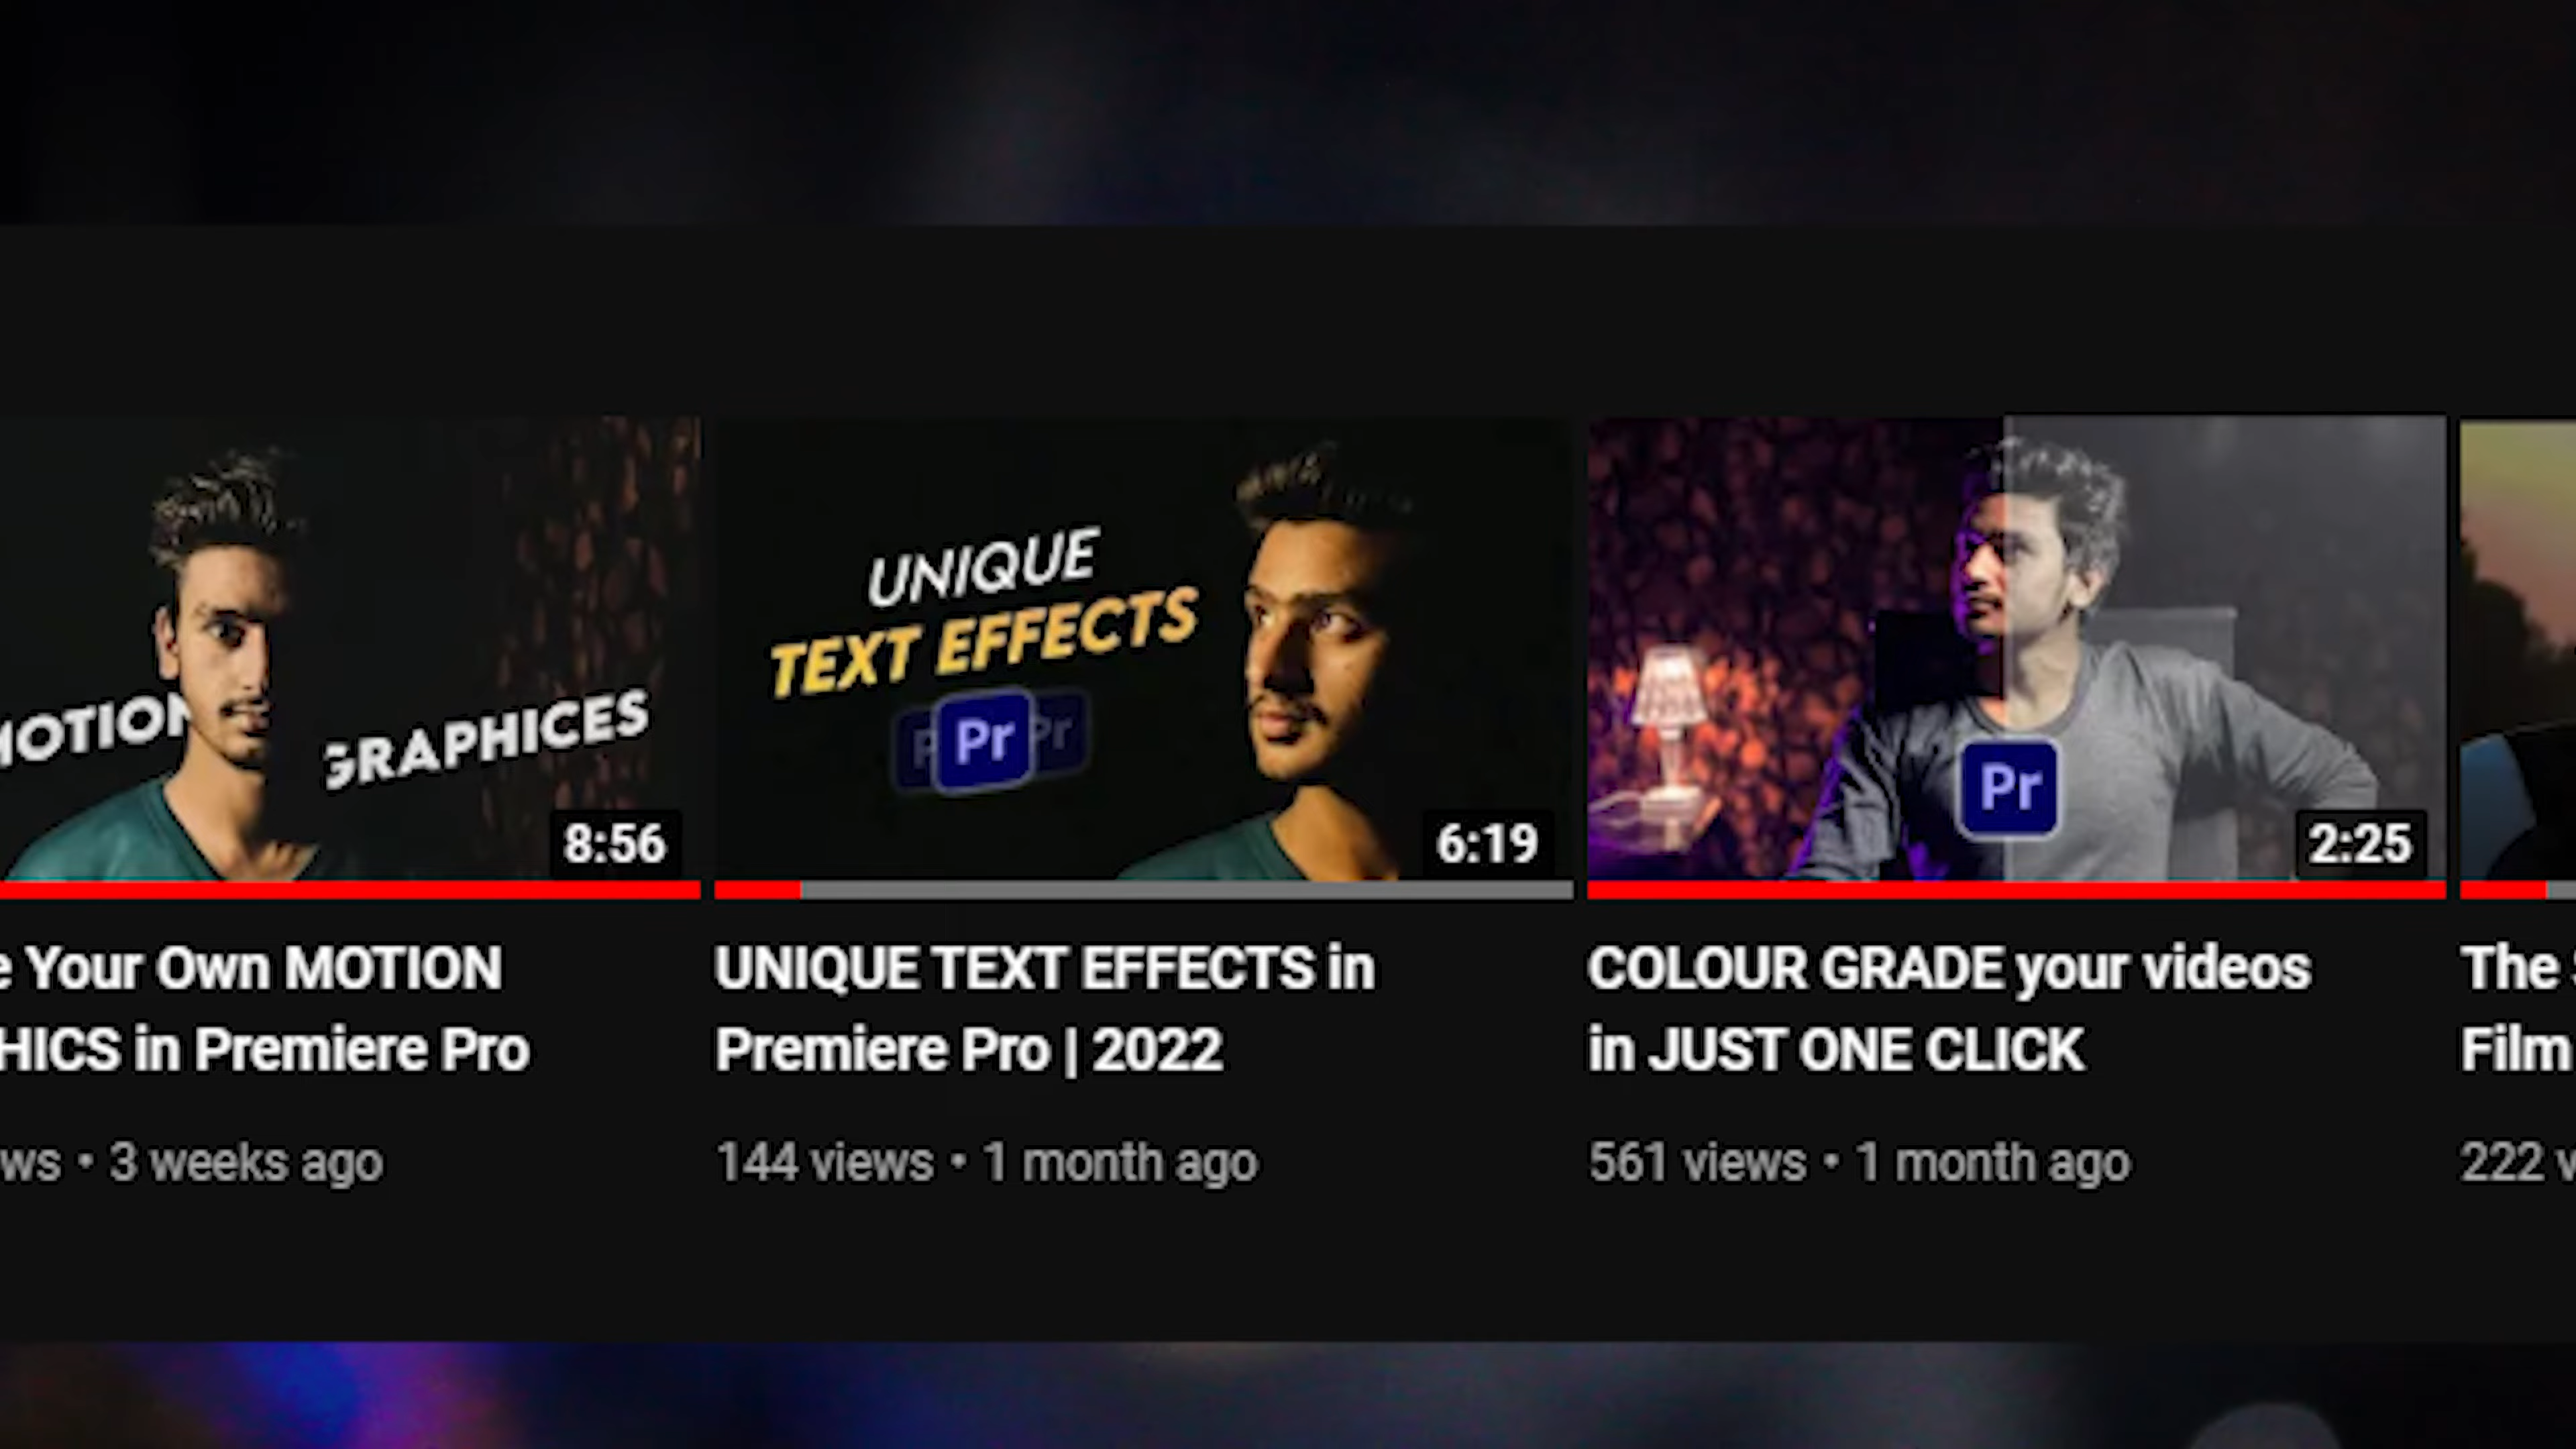 MOTION
GRAPHICES
8:56
e Your Own MOTION
HICS in Premiere Pro
ws • 3 weeks ago
UNIQUE
TEXT EFFECTS
P Pr Pr
6:19
UNIQUE TEXT EFFECTS in
Premiere Pro | 2022
144 views • 1 month ago
Pr
2:25
COLOUR GRADE your videos
in JUST ONE CLICK
561 views • 1 month ago
The
Film
222 v